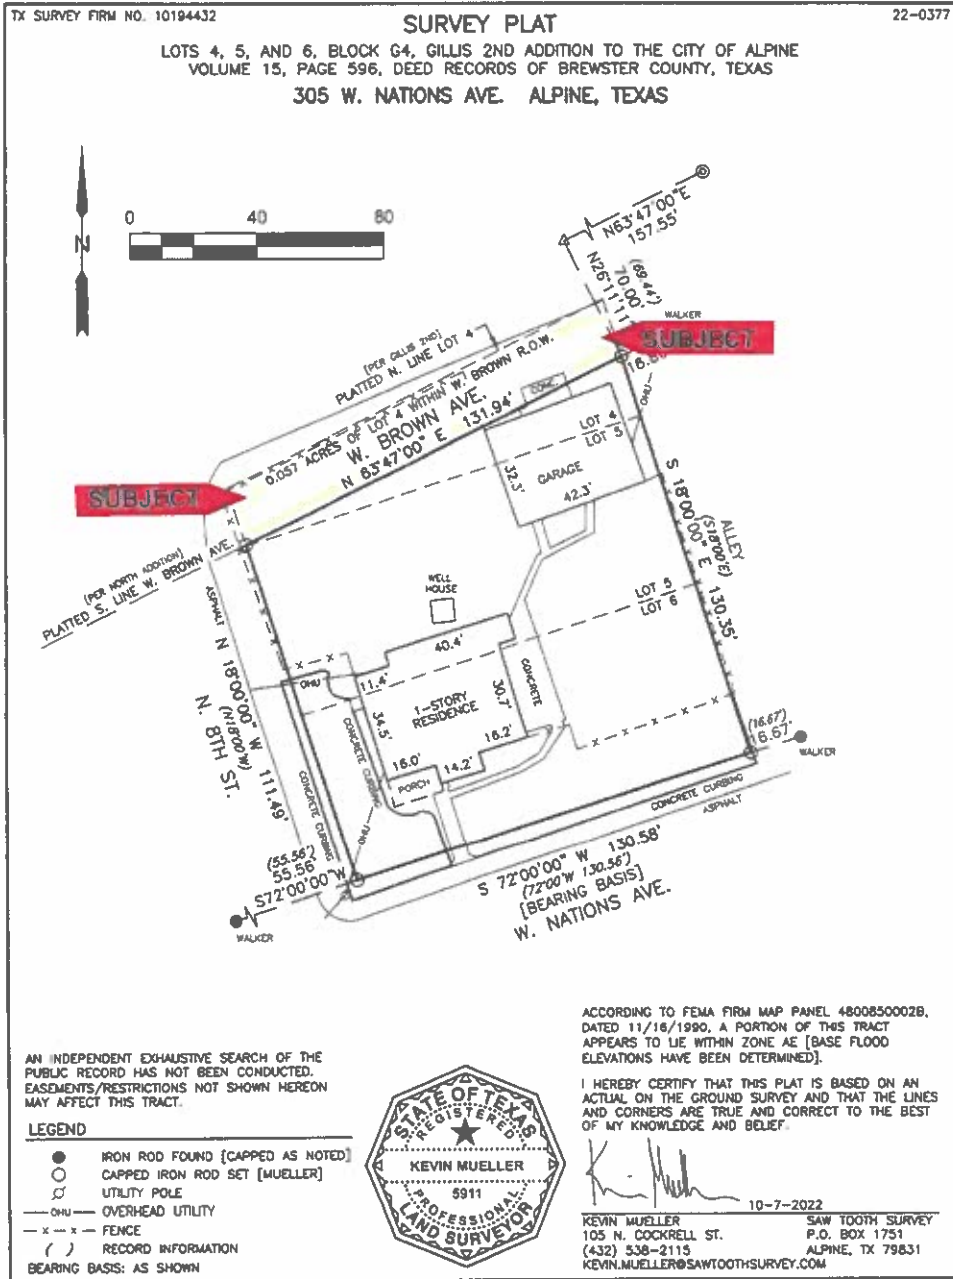 TX SURVEY FIRM NO. 10194432
22-0377
SURVEY PLAT
LOTS 4, 5, AND 6, BLOCK G4, GILLIS 2ND ADDITION TO THE CITY OF ALPINE
VOLUME 15, PAGE 596, DEED RECORDS OF BREWSTER COUNTY, TEXAS
305 W. NATIONS AVE. ALPINE, TEXAS
N
0 40 80
N63°47'00"E
157.55'
N26°11'11"
70.00'
(69.44')
WALKER
SUBJECT
16.8
OHU
[PER GILLIS 2ND]
PLATTED N. LINE LOT 4
0.057 ACRES OF LOT 4 WITHIN W. BROWN R.O.W.
W. BROWN AVE.
N 63°47'00" E 131.94'
CONC.
LOT 4
LOT 5
GARAGE
32.3'
42.3'
SUBJECT
[PER NORTH ADDITION]
PLATTED S. LINE W. BROWN AVE.
S 18°00'00" E 130.35'
(S18°00'E)
ALLEY
ASPHALT
N 18°00'00" W 111.49'
(N18°00'W)
N. 8TH ST.
WELL
HOUSE
LOT 5
LOT 6
40.4'
11.4'
OHU
1-STORY
RESIDENCE
34.5'
30.7'
CONCRETE
16.0'
14.2'
16.2'
PORCH
CONCRETE CURBING
CONCRETE CURBING
OHU
(16.67')
16.67'
WALKER
CONCRETE CURBING
ASPHALT
(55.56')
55.56'
S72°00'00"W
WALKER
S 72°00'00" W 130.58'
(72°00'W 130.56')
[BEARING BASIS]
W. NATIONS AVE.
ACCORDING TO FEMA FIRM MAP PANEL 4800850002B,
DATED 11/16/1990, A PORTION OF THIS TRACT
APPEARS TO LIE WITHIN ZONE AE [BASE FLOOD
ELEVATIONS HAVE BEEN DETERMINED].
I HEREBY CERTIFY THAT THIS PLAT IS BASED ON AN
ACTUAL ON THE GROUND SURVEY AND THAT THE LINES
AND CORNERS ARE TRUE AND CORRECT TO THE BEST
OF MY KNOWLEDGE AND BELIEF.
10-7-2022
KEVIN MUELLER
105 N. COCKRELL ST.
(432) 538-2115
KEVIN.MUELLER@SAWTOOTHSURVEY.COM
SAW TOOTH SURVEY
P.O. BOX 1751
ALPINE, TX 79831
AN INDEPENDENT EXHAUSTIVE SEARCH OF THE
PUBLIC RECORD HAS NOT BEEN CONDUCTED.
EASEMENTS/RESTRICTIONS NOT SHOWN HEREON
MAY AFFECT THIS TRACT.
LEGEND
IRON ROD FOUND [CAPPED AS NOTED]
CAPPED IRON ROD SET [MUELLER]
UTILITY POLE
OHU OVERHEAD UTILITY
x x FENCE
( ) RECORD INFORMATION
BEARING BASIS: AS SHOWN
STATE OF TEXAS
REGISTERED
KEVIN MUELLER
5911
PROFESSIONAL
LAND SURVEYOR